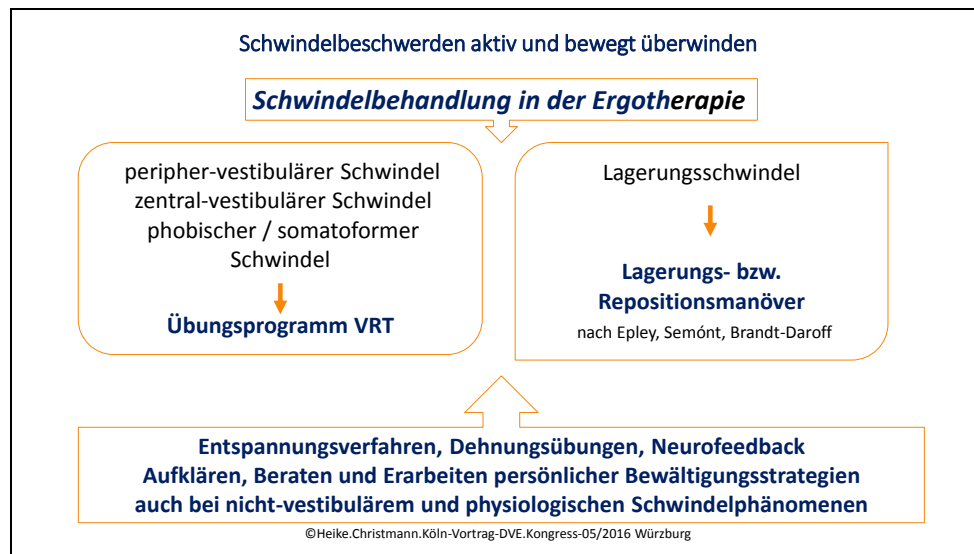 Schwindelbeschwerden aktiv und bewegt überwinden
Schwindelbehandlung in der Ergotherapie
peripher-vestibulärer Schwindel
zentral-vestibulärer Schwindel
phobischer / somatoformer
Schwindel
Übungsprogramm VRT
Lagerungsschwindel
Lagerungs- bzw.
Repositionsmanöver
nach Epley, Semónt, Brandt-Daroff
Entspannungsverfahren, Dehnungsübungen, Neurofeedback
Aufklären, Beraten und Erarbeiten persönlicher Bewältigungsstrategien
auch bei nicht-vestibulärem und physiologischen Schwindelphänomenen
©Heike.Christmann.Köln-Vortrag-DVE.Kongress-05/2016 Würzburg